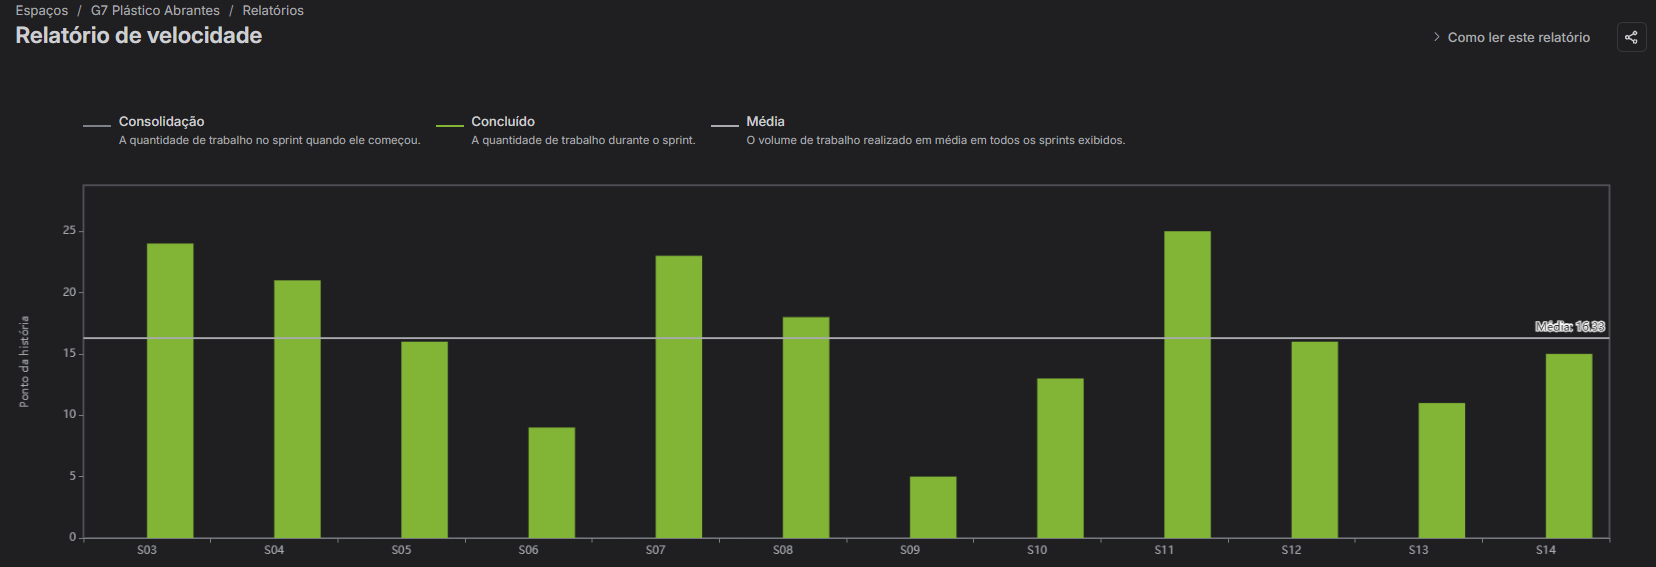 Espaços / G7 Plástico Abrantes / Relatórios
Relatório de velocidade
Como ler este relatório
Consolidação
A quantidade de trabalho no sprint quando ele começou.
Concluído
A quantidade de trabalho durante o sprint.
Média
O volume de trabalho realizado em média em todos os sprints exibidos.
Ponto da história
25
20
15
10
5
0
Média: 16.33
S03 S04 S05 S06 S07 S08 S09 S10 S11 S12 S13 S14